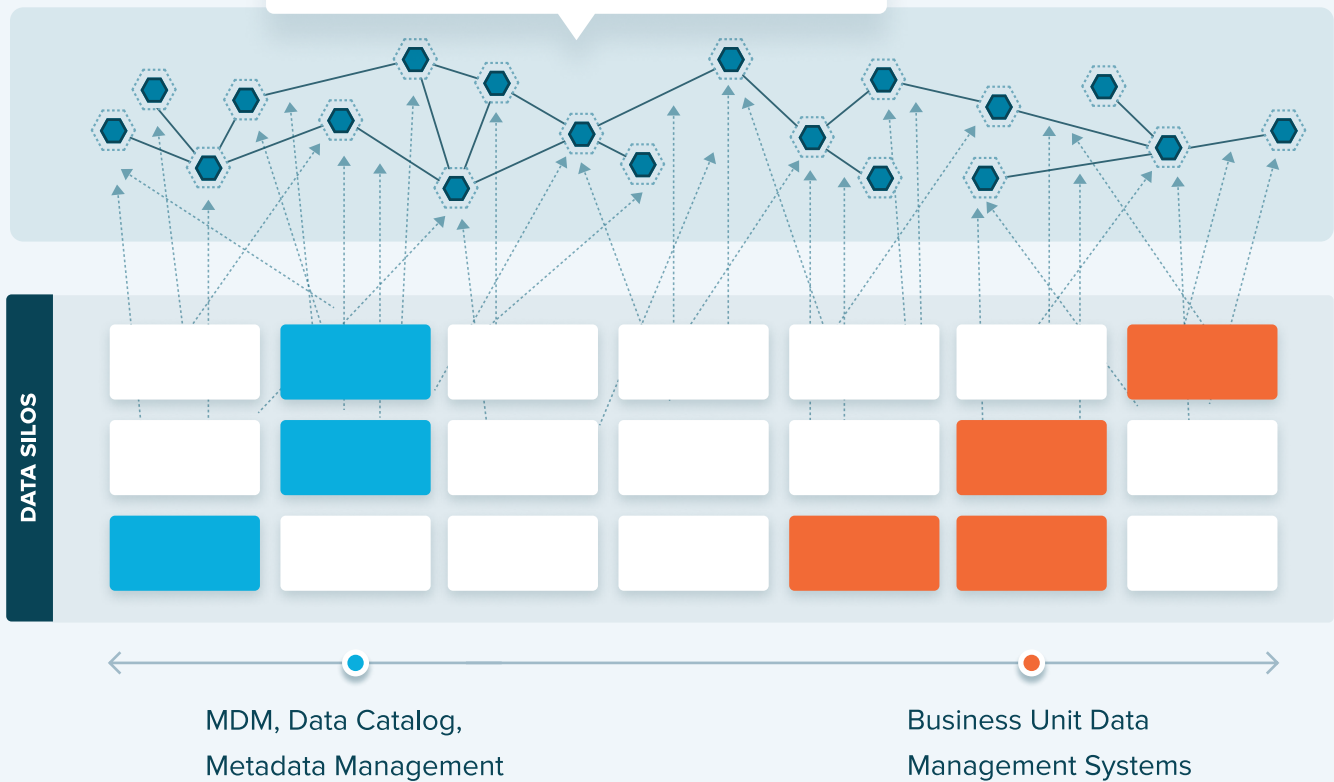 DATA SILOS
MDM, Data Catalog,
Metadata Management
Business Unit Data
Management Systems